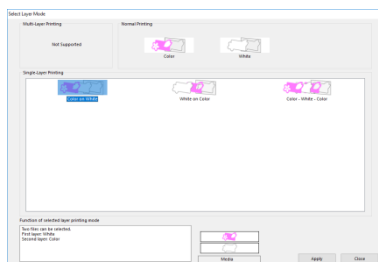 Select Layer Mode
Multi-Layer Printing
Normal Printing
Not Supported
Color
White
Single Layer Printing
Color on White
White on Color
Color - White - Color
Function of selected layer printing mode
Two files can be selected.
First layer: White
Second layer: Color
Media
Apply
Close